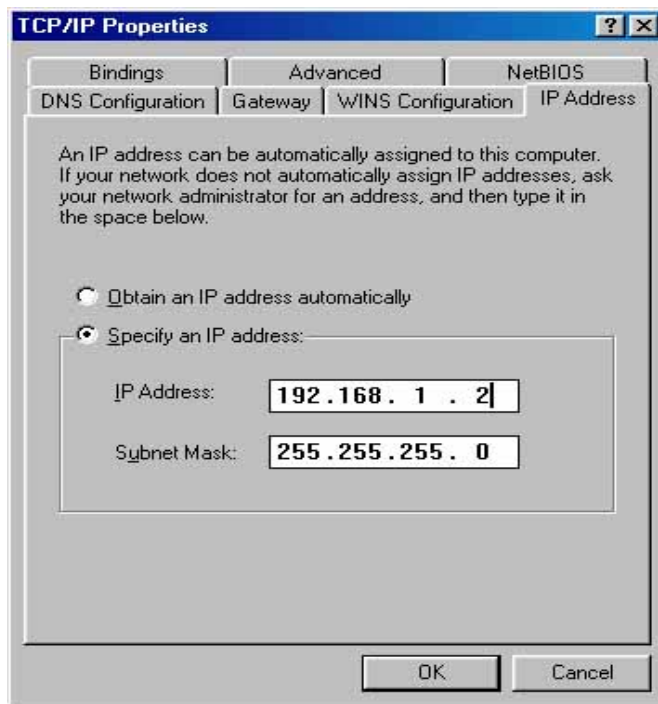 TCP/IP Properties
Bindings Advanced NetBIOS
DNS Configuration Gateway WINS Configuration IP Address
An IP address can be automatically assigned to this computer.
If your network does not automatically assign IP addresses, ask
your network administrator for an address, and then type it in
the space below.
Obtain an IP address automatically
Specify an IP address:
IP Address: 192.168. 1 . 2
Subnet Mask: 255.255.255. 0
OK Cancel